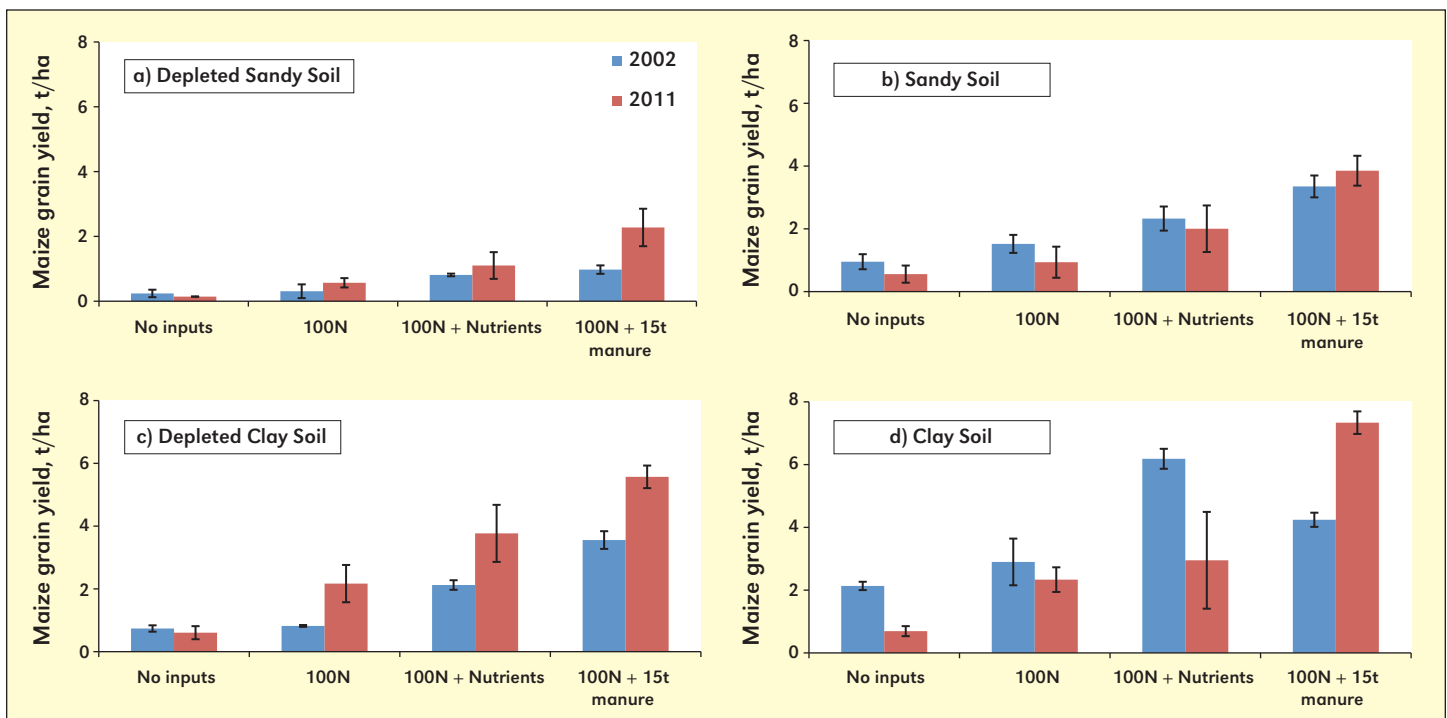 Maize grain yield, t/ha
8
6
4
2
0
a) Depleted Sandy Soil
2002
2011
No inputs
100N
100N + Nutrients
100N + 15t
manure
Maize grain yield, t/ha
8
6
4
2
0
b) Sandy Soil
No inputs
100N
100N + Nutrients
100N + 15t
manure
Maize grain yield, t/ha
8
6
4
2
0
c) Depleted Clay Soil
No inputs
100N
100N + Nutrients
100N + 15t
manure
Maize grain yield, t/ha
8
6
4
2
0
d) Clay Soil
No inputs
100N
100N + Nutrients
100N + 15t
manure